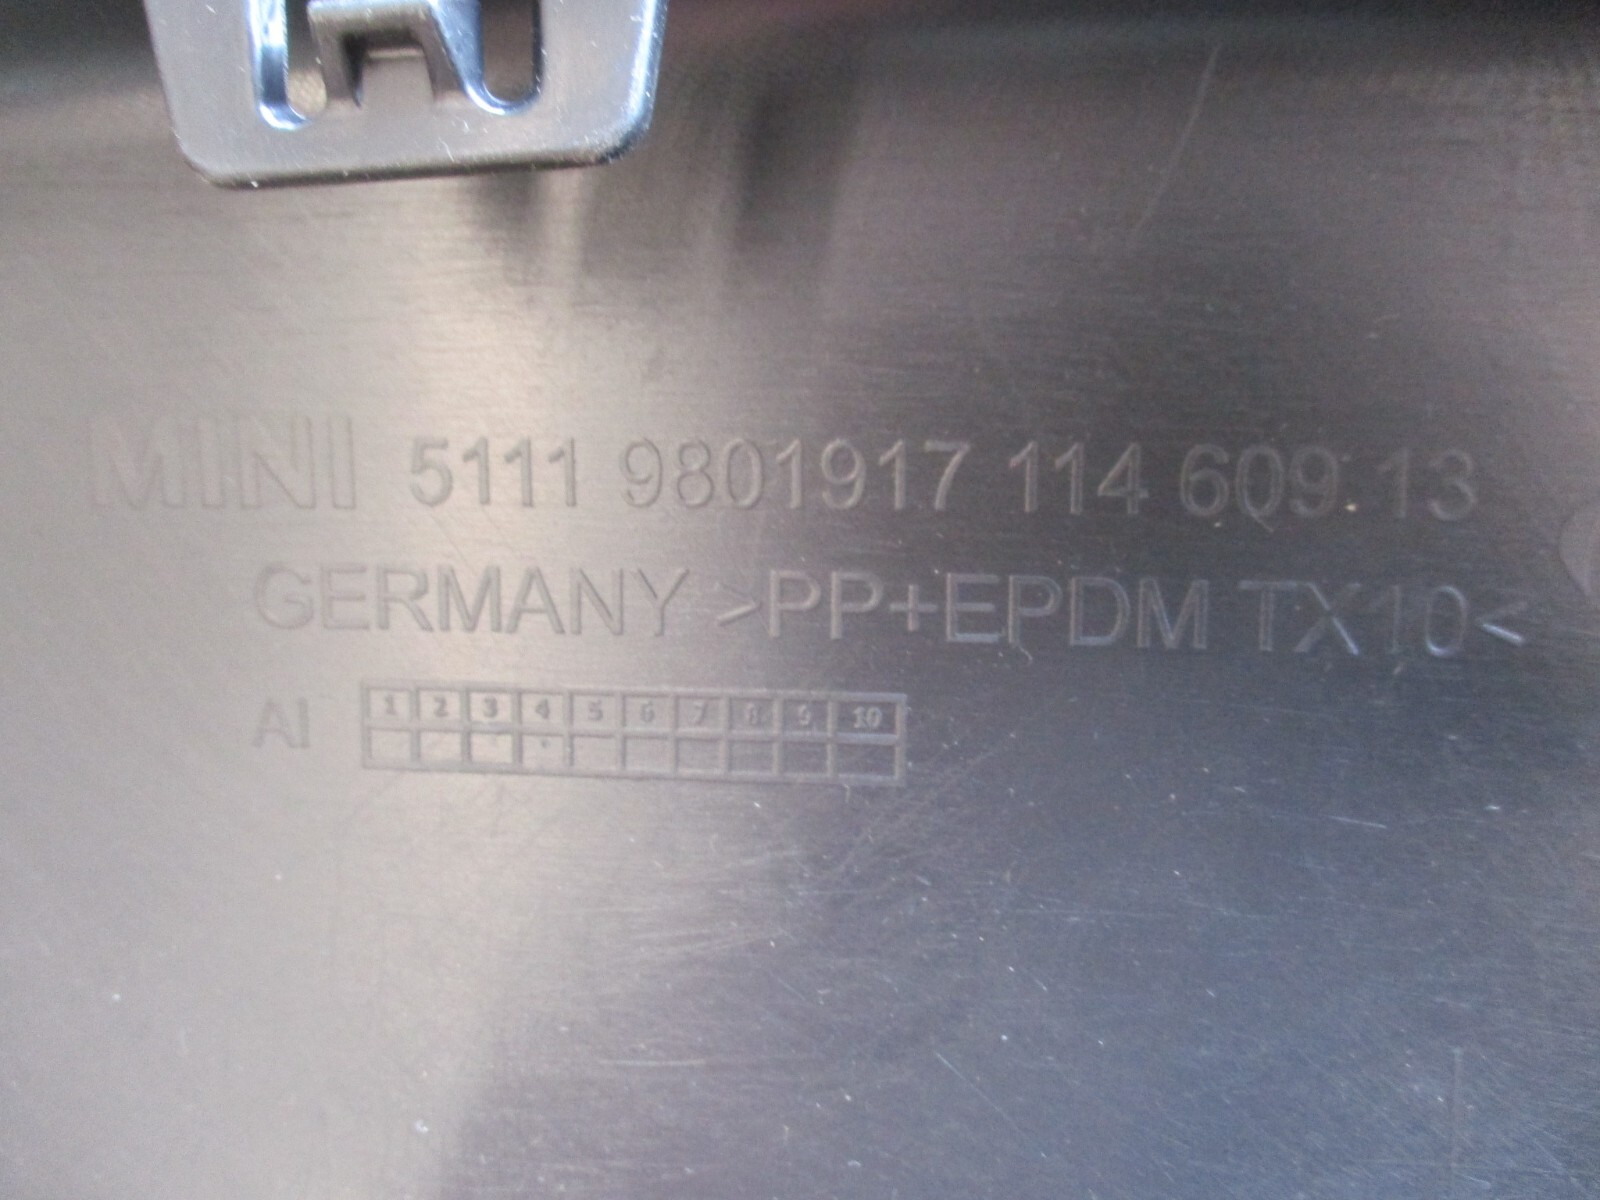 MINI 5111 9801917 114 609.13
GERMANY >PP+EPDM TX10<
AI 1 2 3 4 5 6 7 8 9 10